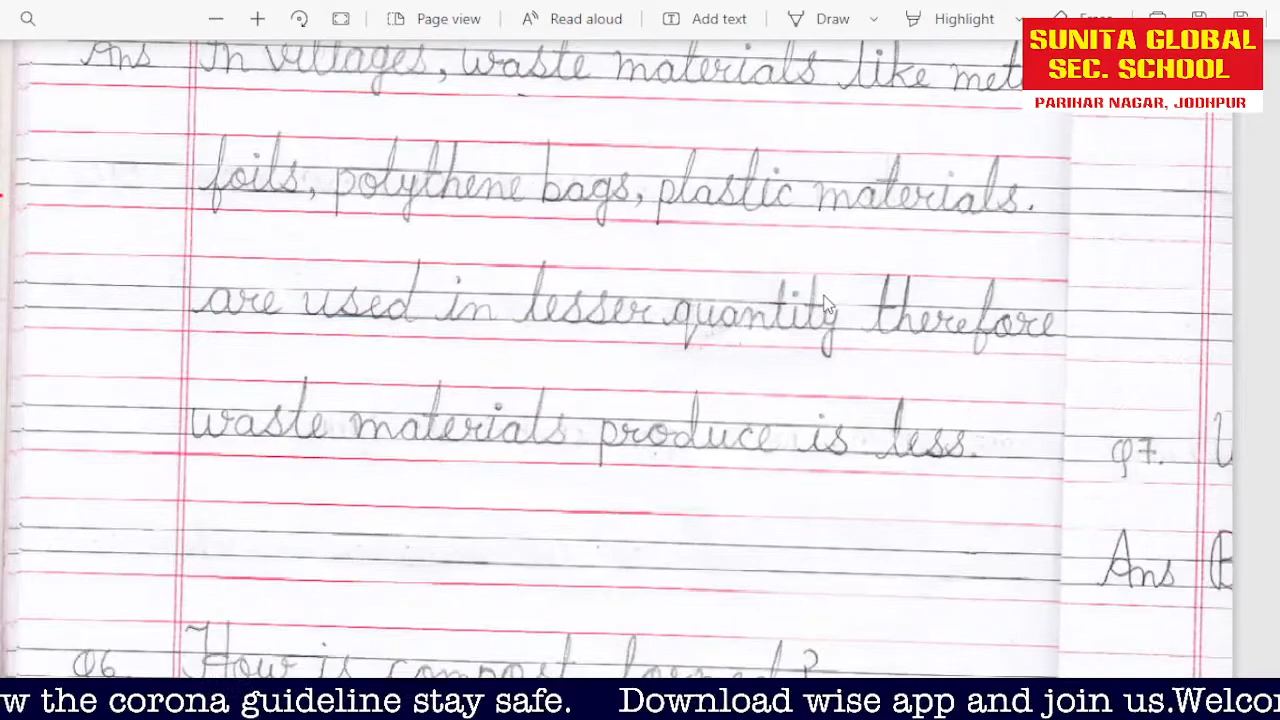 Page view
Read aloud
Add text
Draw
Highlight
SUNITA GLOBAL
SEC. SCHOOL
PARIHAR NAGAR, JODHPUR
Ans In villages, waste materials like met
foils, polythene bags, plastic materials.
are used in lesser quantity therefore
waste materials produce is less.
Q7.
Ans
Q6. How is compost formed?
w the corona guideline stay safe. Download wise app and join us.Welco